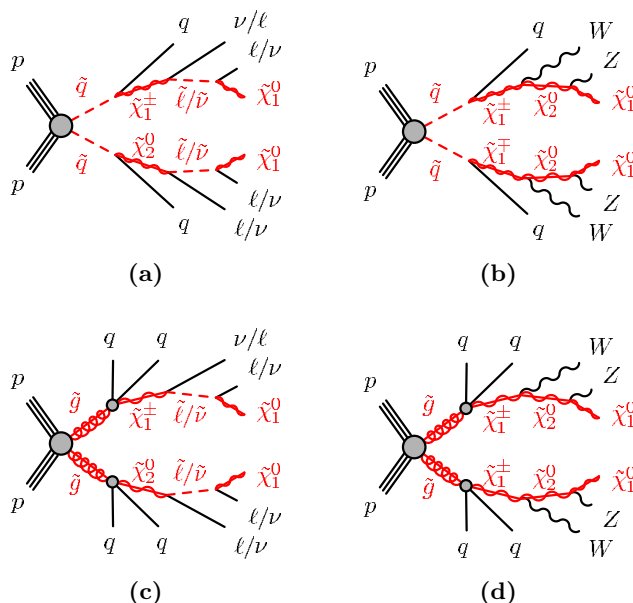 p
p
q̃
q̃
q
q
χ̃₁^±
χ̃₂⁰
ℓ̃/ν̃
ℓ̃/ν̃
ν/ℓ
ℓ/ν
χ̃₁⁰
χ̃₁⁰
ℓ/ν
ℓ/ν
(a)
p
p
q̃
q̃
q
q
χ̃₁^±
χ̃₁^∓
χ̃₂⁰
χ̃₂⁰
W
Z
χ̃₁⁰
χ̃₁⁰
Z
W
(b)
p
p
g̃
g̃
q
q
q
q
χ̃₁^±
χ̃₂⁰
ℓ̃/ν̃
ℓ̃/ν̃
ν/ℓ
ℓ/ν
χ̃₁⁰
χ̃₁⁰
ℓ/ν
ℓ/ν
(c)
p
p
g̃
g̃
q
q
q
q
χ̃₁^±
χ̃₁^±
χ̃₂⁰
χ̃₂⁰
W
Z
χ̃₁⁰
χ̃₁⁰
Z
W
(d)